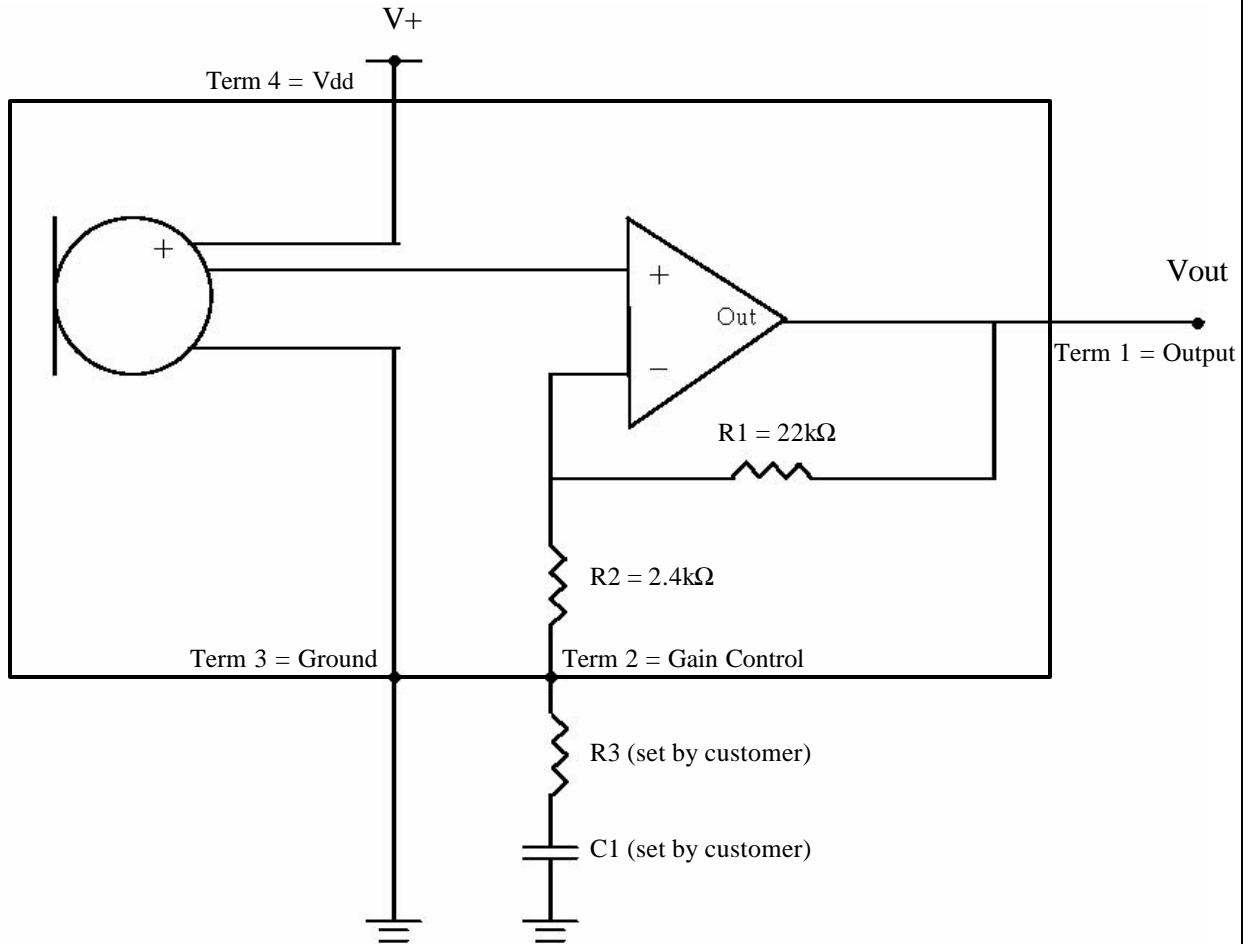 V+
Term 4 = Vdd
+
+
Vout
Out
Term 1 = Output
−
R1 = 22kΩ
R2 = 2.4kΩ
Term 3 = Ground
Term 2 = Gain Control
R3 (set by customer)
C1 (set by customer)